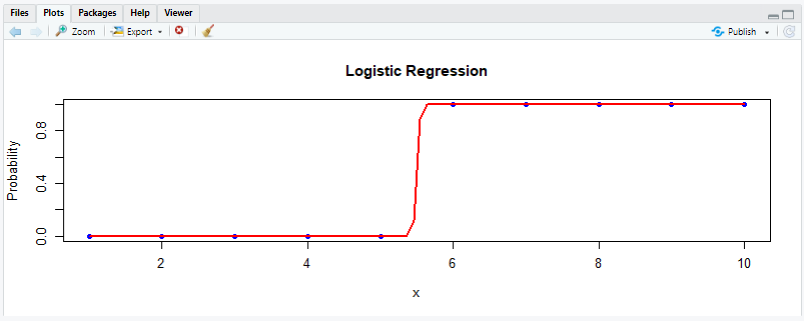 Files Plots Packages Help Viewer
Zoom Export Publish
Logistic Regression
Probability
0.8
0.4
0.0
2 4 6 8 10
x